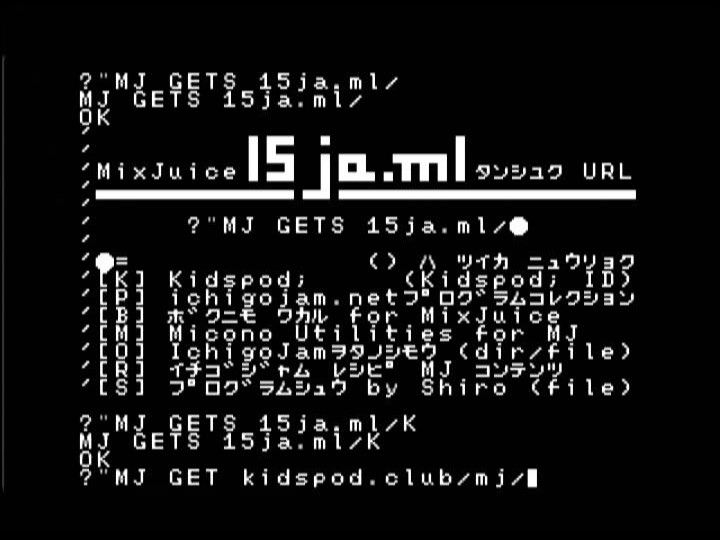 ?"MJ GETS 15ja.ml/
MJ GETS 15ja.ml/
OK
'
'
'MixJuice 15ja.ml タンシュク URL
'
'
'    ?"MJ GETS 15ja.ml/●
'
'●=    () ハ ツイカ ニュウリョク
'[K] Kidspod;    (Kidspod; ID)
'[P] ichigojam.netプログラムコレクション
'[B] ボクニモ ワカル for MixJuice
'[M] Micono Utilities for MJ
'[O] IchigoJamヲタノシモウ (dir/file)
'[R] イチゴジャム レシピ MJ コンテンツ
'[S] プログラムシュウ by Shiro (file)
?"MJ GETS 15ja.ml/K
MJ GETS 15ja.ml/K
OK
?"MJ GET kidspod.club/mj/